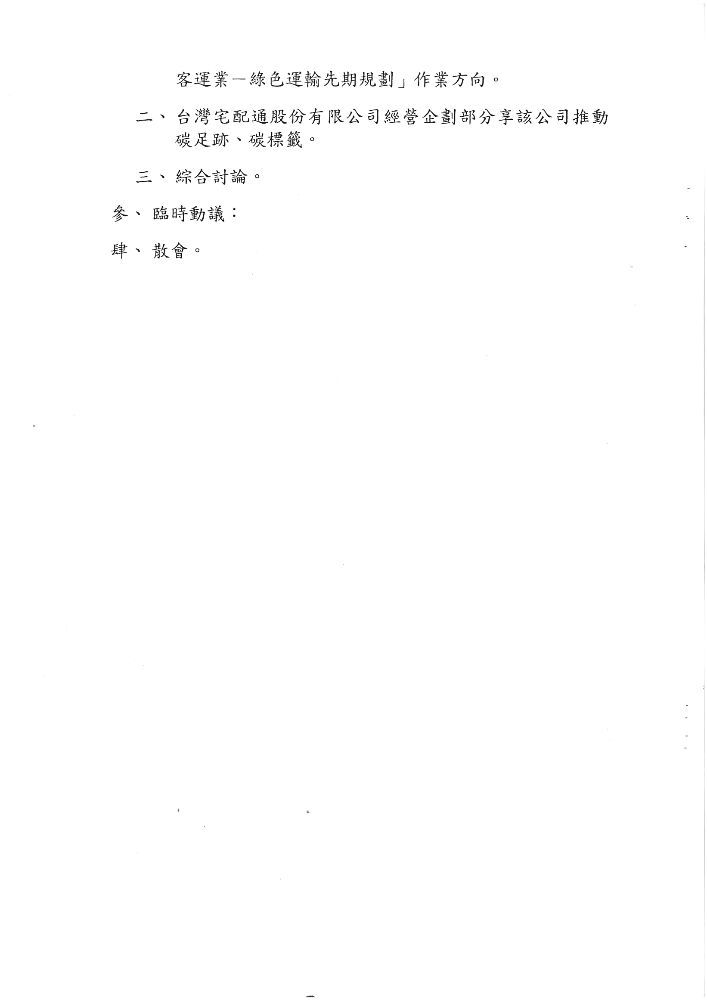 客運業－綠色運輸先期規劃」作業方向。
二、台灣宅配通股份有限公司經營企劃部分享該公司推動
碳足跡、碳標籤。
三、綜合討論。
參、臨時動議：
肆、散會。